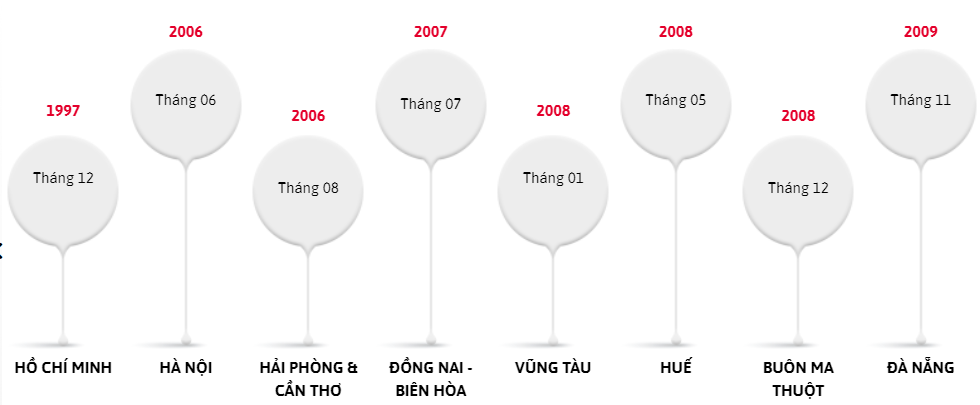 1997
Tháng 12
HỒ CHÍ MINH
2006
Tháng 06
HÀ NỘI
2006
Tháng 08
HẢI PHÒNG &
CẦN THƠ
2007
Tháng 07
ĐỒNG NAI -
BIÊN HÒA
2008
Tháng 01
VŨNG TÀU
2008
Tháng 05
HUẾ
2008
Tháng 12
BUÔN MA
THUỘT
2009
Tháng 11
ĐÀ NẴNG